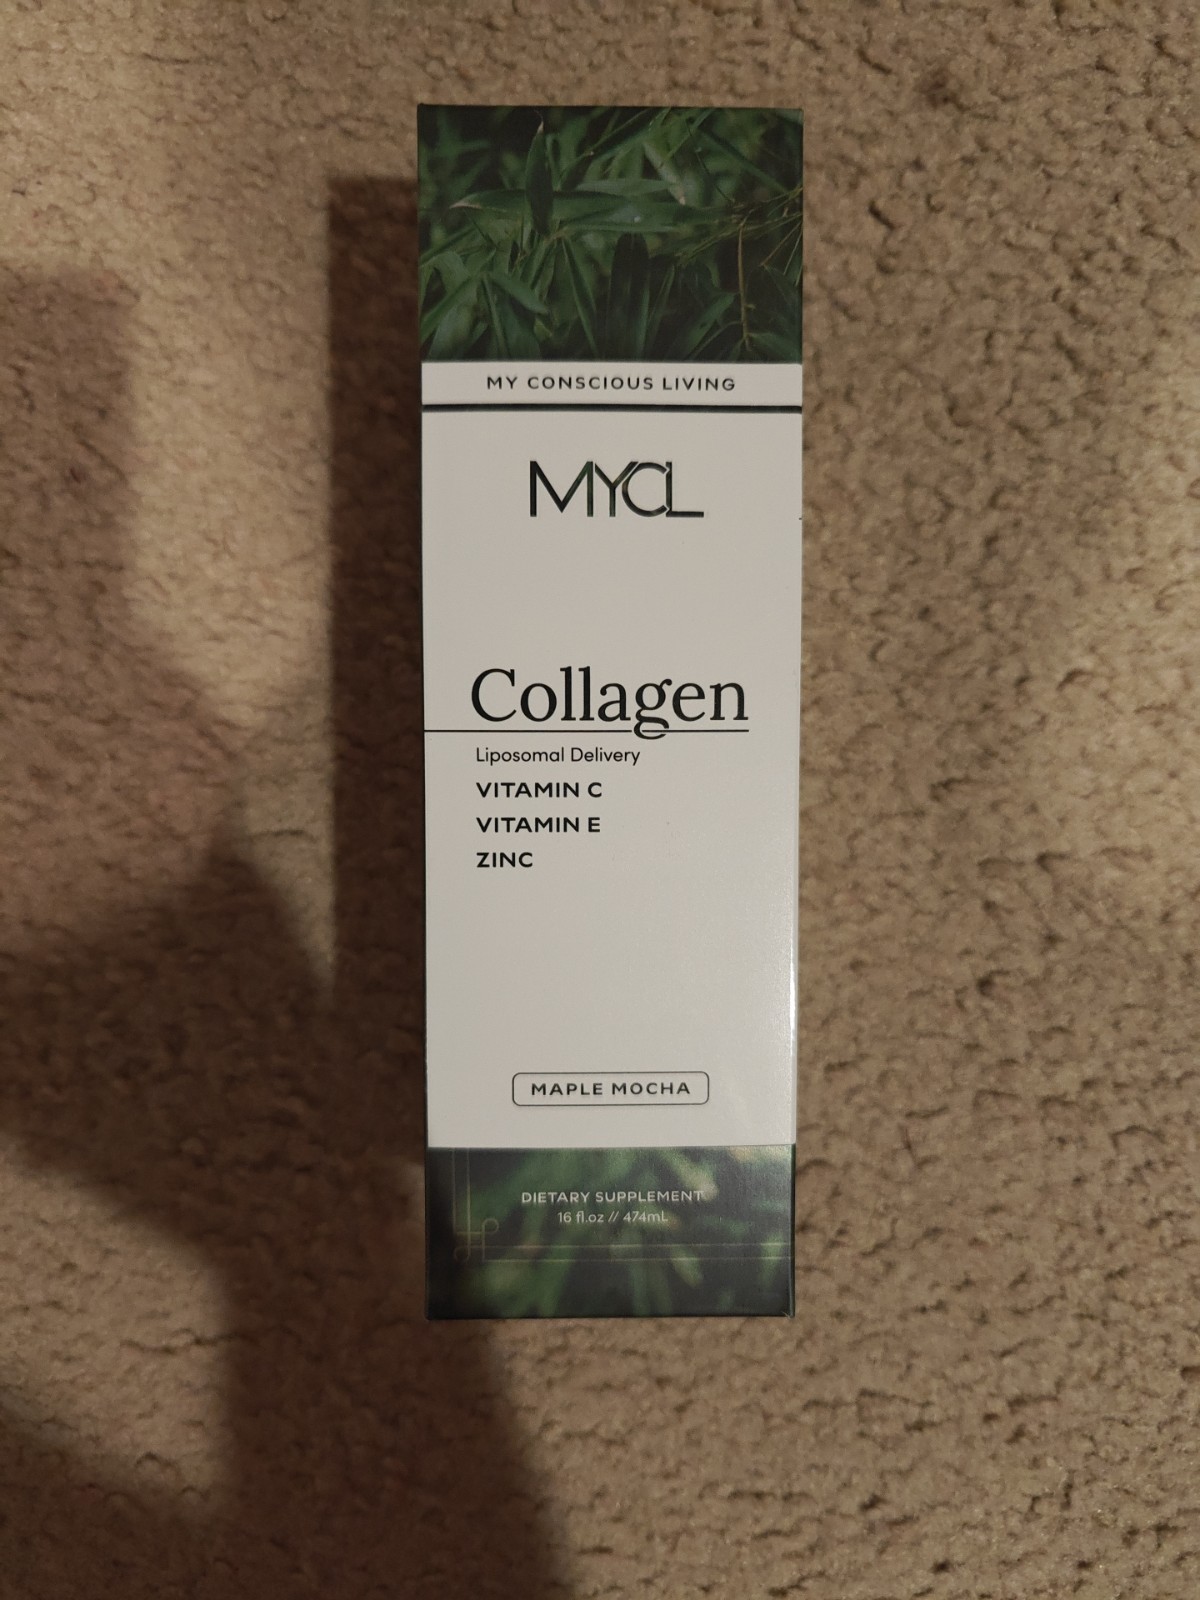 MY CONSCIOUS LIVING
MYCL
Collagen
Liposomal Delivery
VITAMIN C
VITAMIN E
ZINC
MAPLE MOCHA
DIETARY SUPPLEMENT
16 fl.oz // 474mL